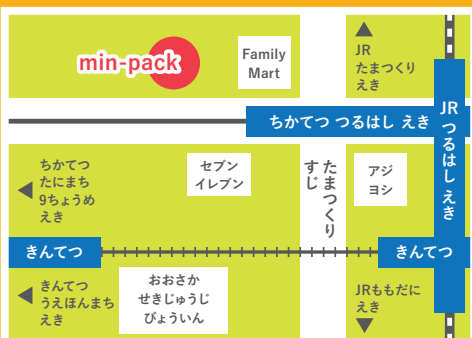 min-pack
Family
Mart
JR
たまつくり
えき
ちかてつ つるはし えき
JR つるはし えき
ちかてつ
たにまち
9ちょうめ
えき
セブン
イレブン
たまつくり
すじ
アジ
ヨシ
きんてつ
きんてつ
きんてつ
うえほんまち
えき
おおさか
せきじゅうじ
びょういん
JRももだに
えき